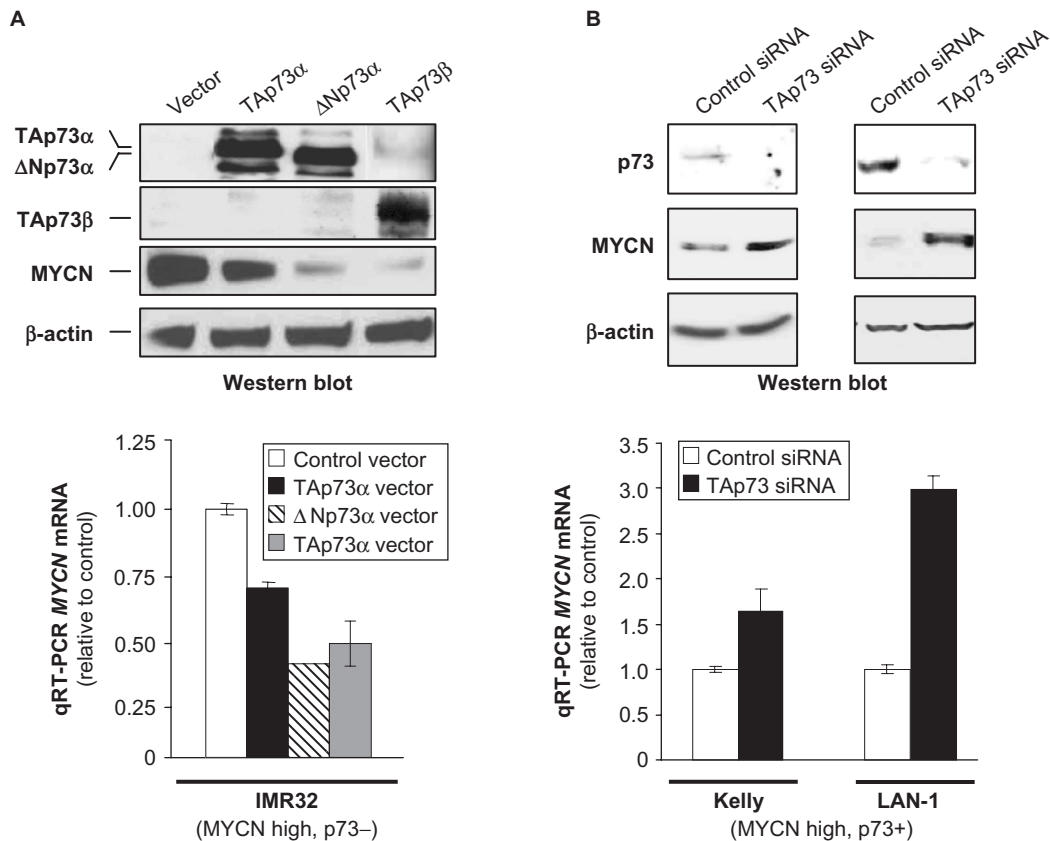 A
Vector
TAp73α
ΔNp73α
TAp73β
TAp73α
ΔNp73α
TAp73β
MYCN
β-actin
Western blot
qRT-PCR MYCN mRNA
(relative to control)
1.25
1.00
0.75
0.50
0.25
0
Control vector
TAp73α vector
ΔNp73α vector
TAp73α vector
IMR32
(MYCN high, p73–)
B
Control siRNA
TAp73 siRNA
Control siRNA
TAp73 siRNA
p73
MYCN
β-actin
Western blot
qRT-PCR MYCN mRNA
(relative to control)
3.5
3.0
2.5
2.0
1.5
1.0
0.5
0
Control siRNA
TAp73 siRNA
Kelly
LAN-1
(MYCN high, p73+)